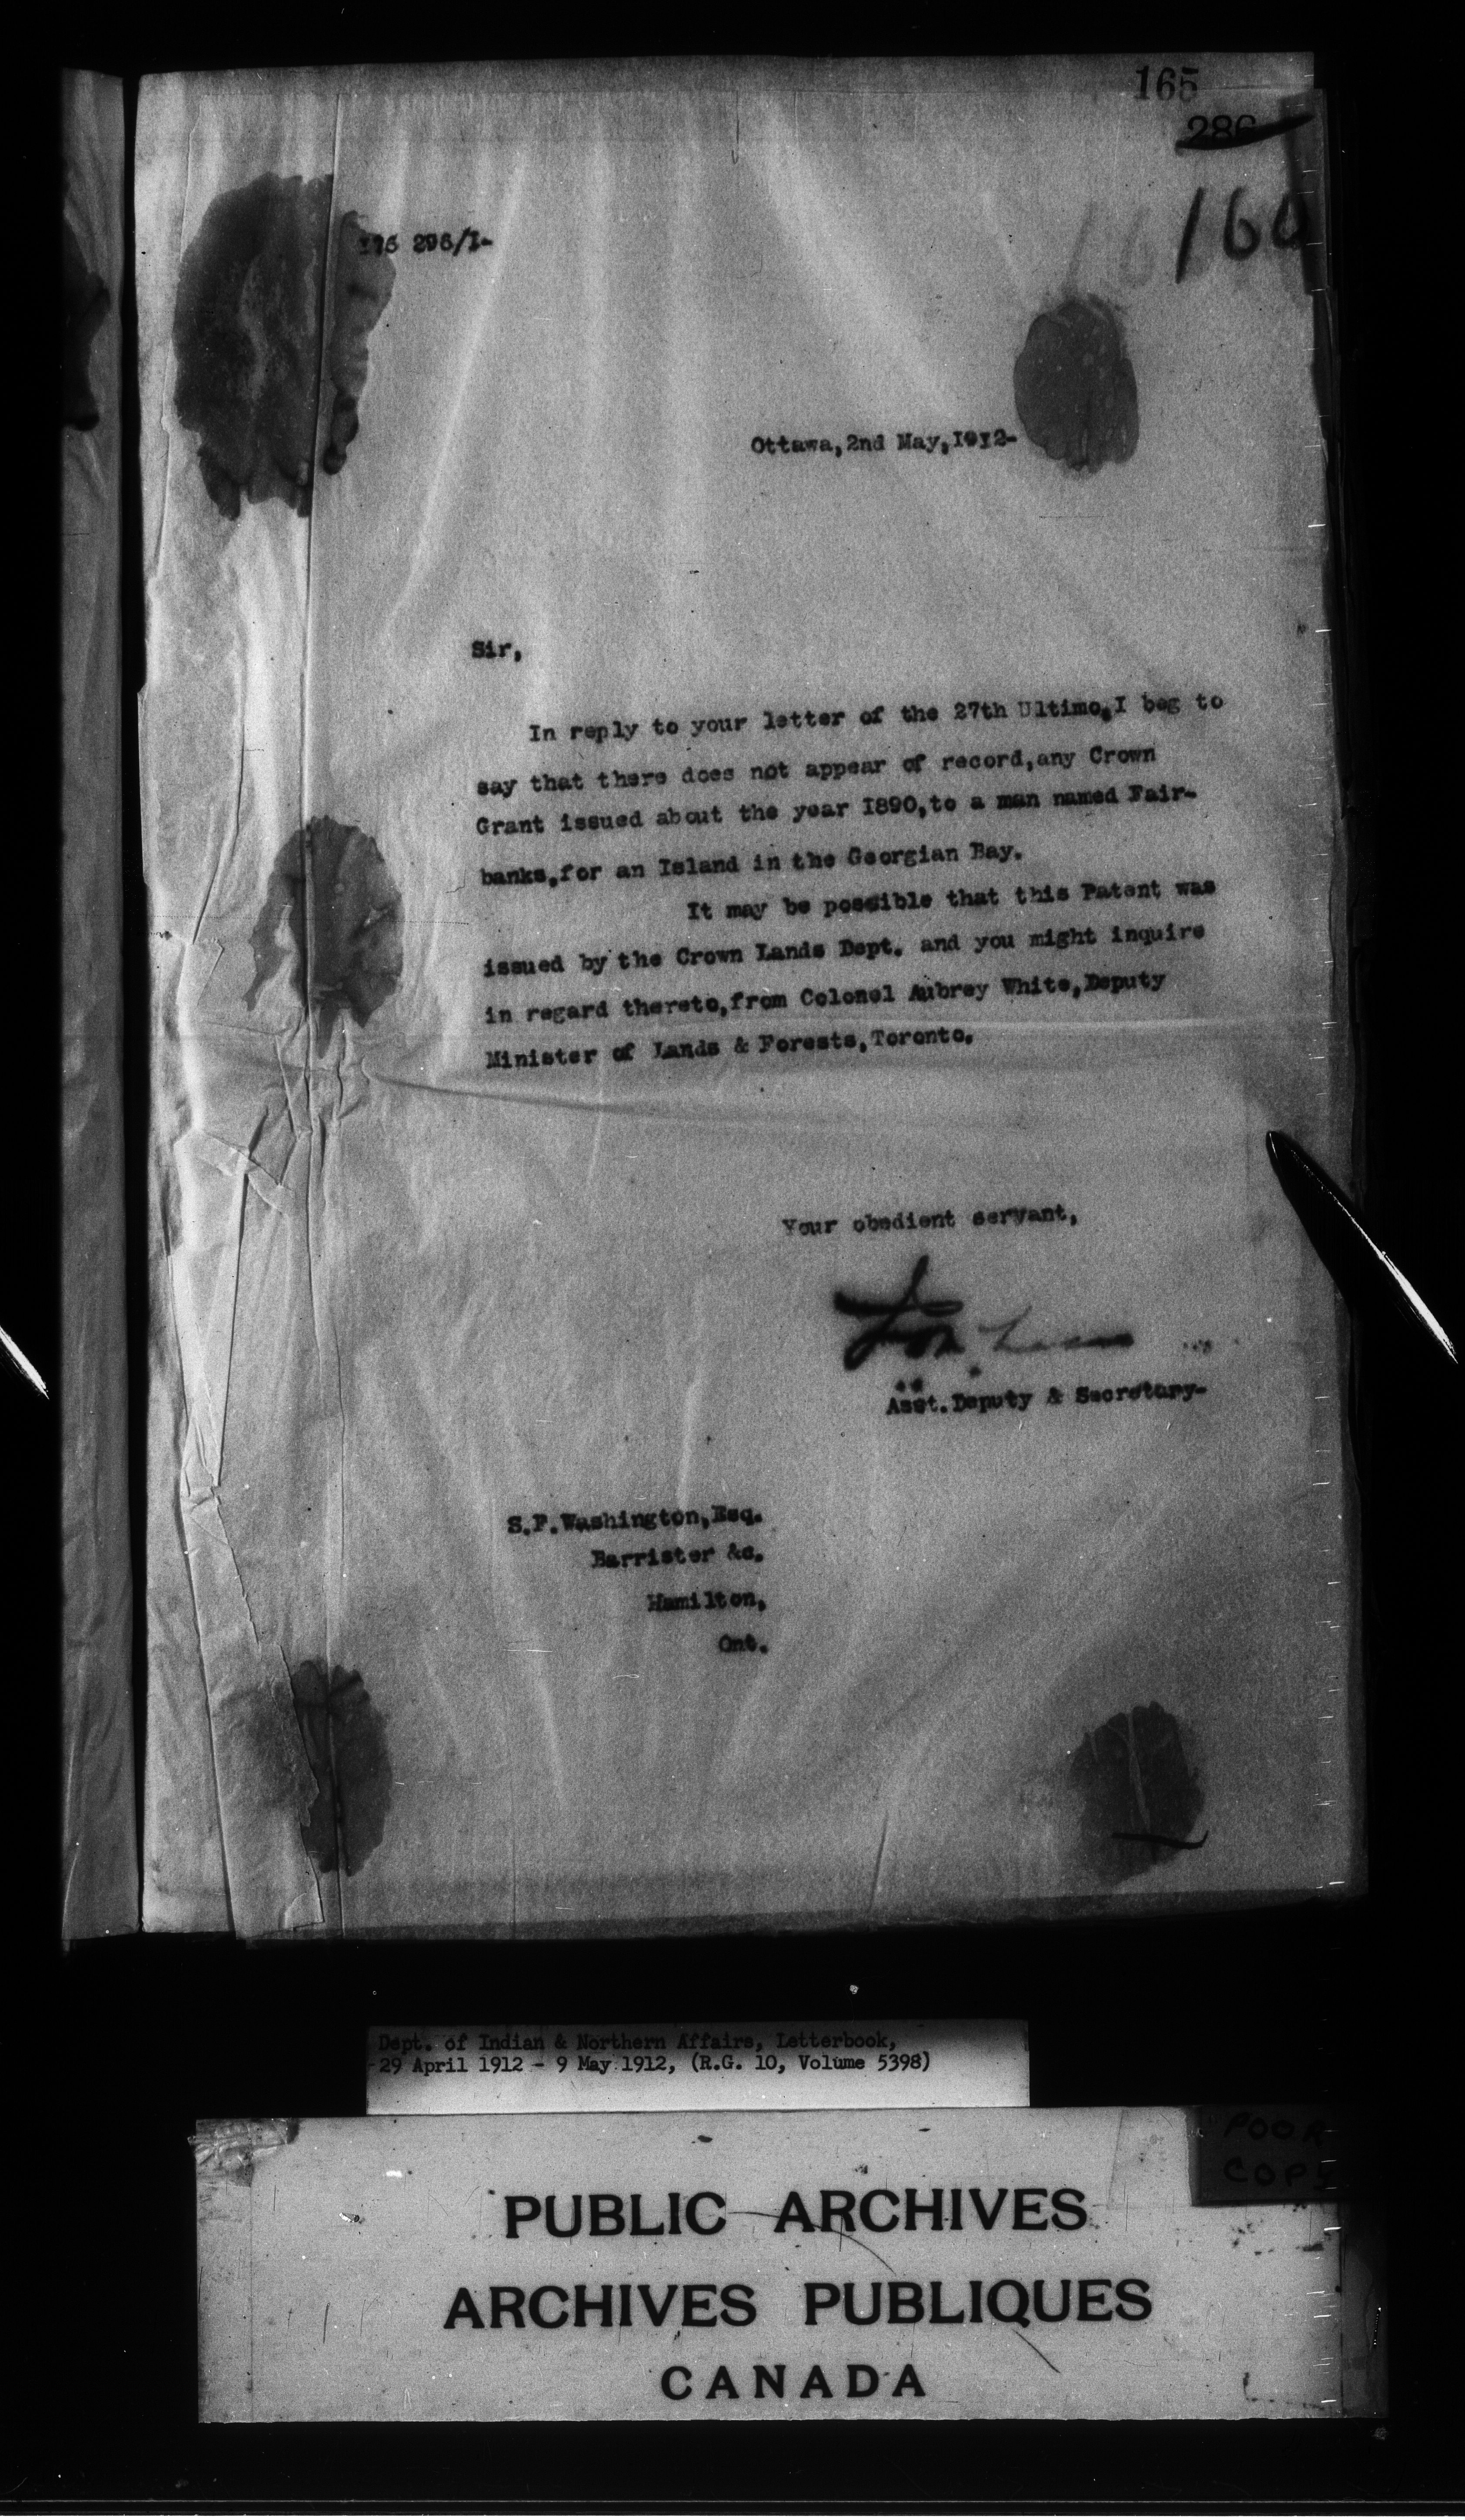 165
286
160
296/I-
Ottawa,2nd May,1912-
Sir,
In reply to your letter of the 27th Ultimo,I beg to
say that there does not appear of record,any Crown
Grant issued about the year I890,to a man named Fair-
banks,for an Island in the Georgian Bay.
It may be possible that this Patent was
issued by the Crown Lands Dept. and you might inquire
in regard thereto,from Colonel Aubrey White,Deputy
Minister of Lands & Forests,Toronto.
Your obedient servant,
Asst.Deputy & Secretary-
S.F.Washington,Esq.
Barrister &c.
Hamilton,
Ont.
Dept. of Indian & Northern Affairs, Letterbook,
29 April 1912 - 9 May 1912, (R.G. 10, Volume 5398)
POOR
COPY
PUBLIC ARCHIVES
ARCHIVES PUBLIQUES
CANADA